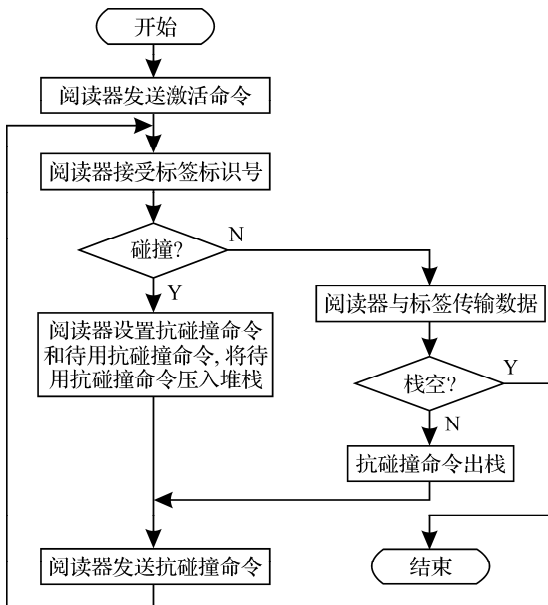 开始
阅读器发送激活命令
阅读器接受标签标识号
碰撞?
N
Y
阅读器与标签传输数据
阅读器设置抗碰撞命令
和待用抗碰撞命令, 将待
用抗碰撞命令压入堆栈
栈空?
Y
N
抗碰撞命令出栈
阅读器发送抗碰撞命令
结束